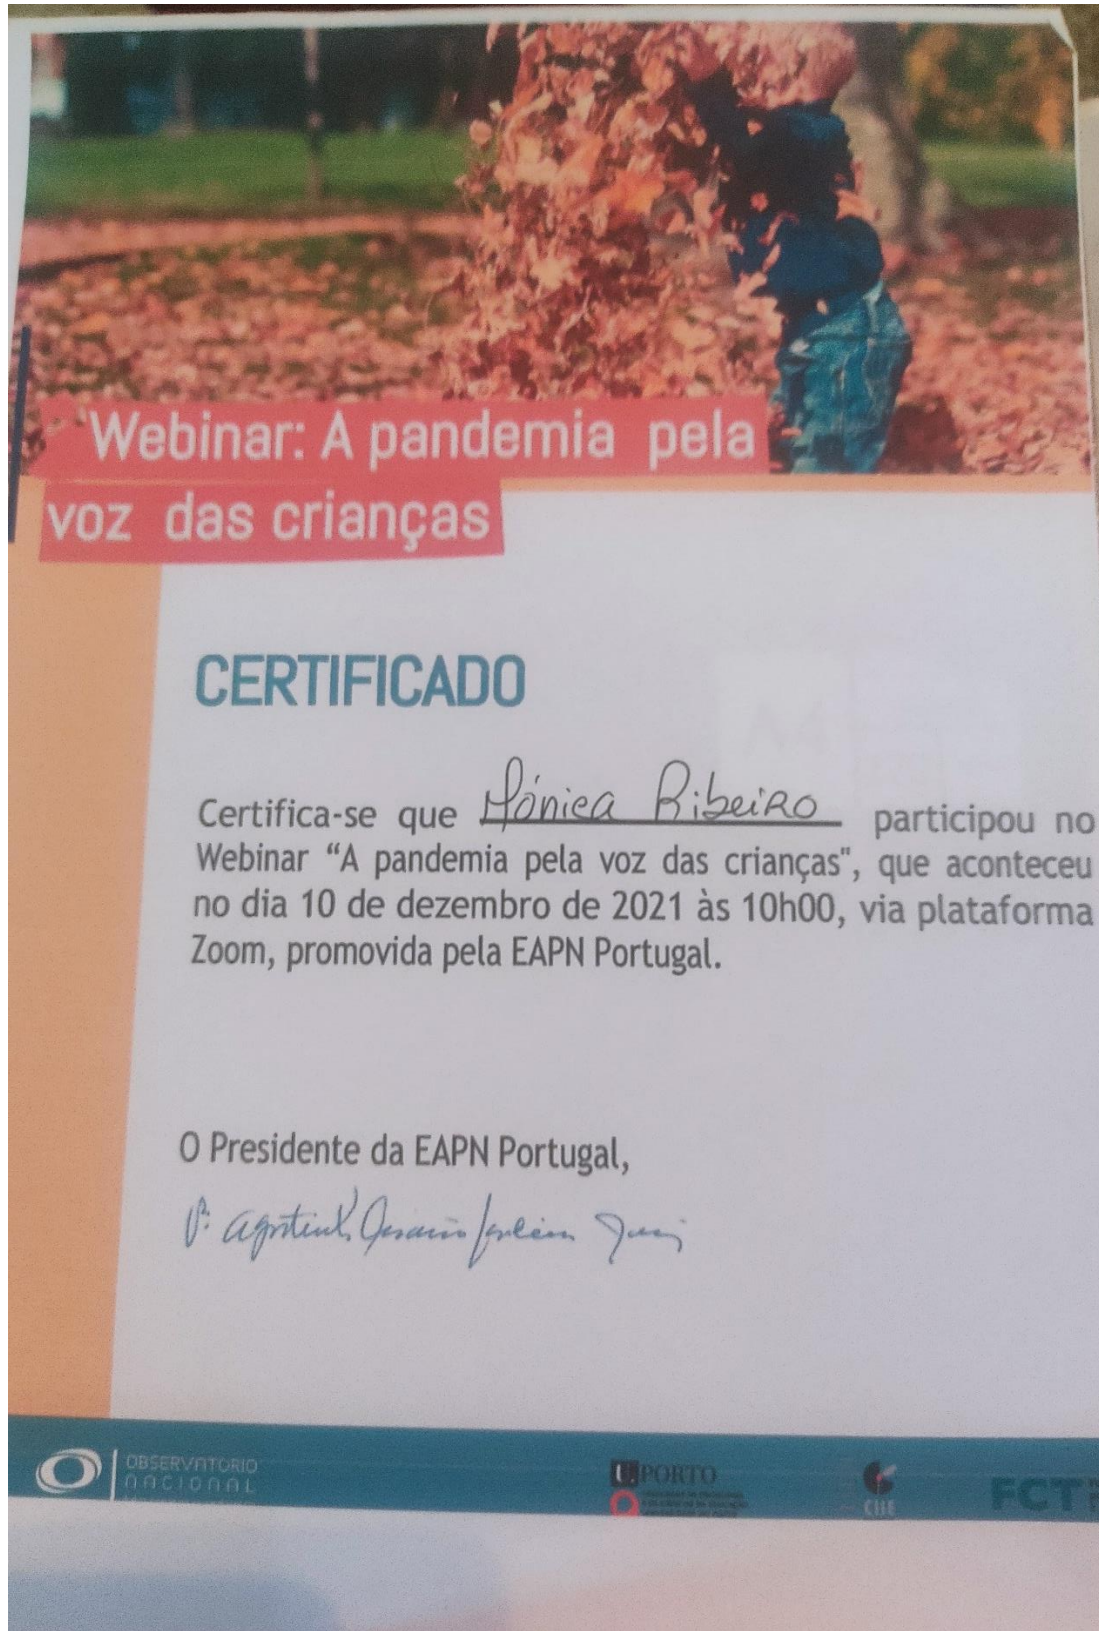 Webinar: A pandemia pela
voz das crianças
CERTIFICADO
Certifica-se que Mónica Ribeiro participou no
Webinar “A pandemia pela voz das crianças", que aconteceu
no dia 10 de dezembro de 2021 às 10h00, via plataforma
Zoom, promovida pela EAPN Portugal.
O Presidente da EAPN Portugal,
OBSERVATORIO
NACIONAL
U.PORTO
CIIE
FCT